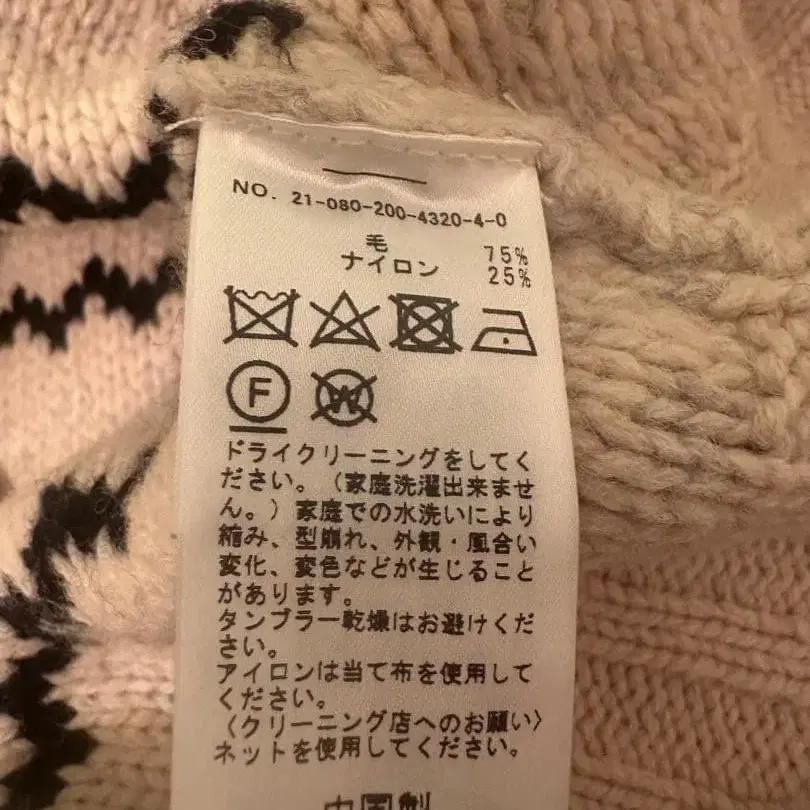 NO. 21-080-200-4320-4-0
毛 75%
ナイロン 25%
F
W
ドライクリーニングをしてく
ださい。(家庭洗濯出来ませ
ん。)家庭での水洗いにより
縮み、型崩れ、外観・風合い
変化、変色などが生じること
があります。
タンブラー乾燥はお避けくだ
さい。
アイロンは当て布を使用して
ください。
〈クリーニング店へのお願い〉
ネットを使用してください。
中国製